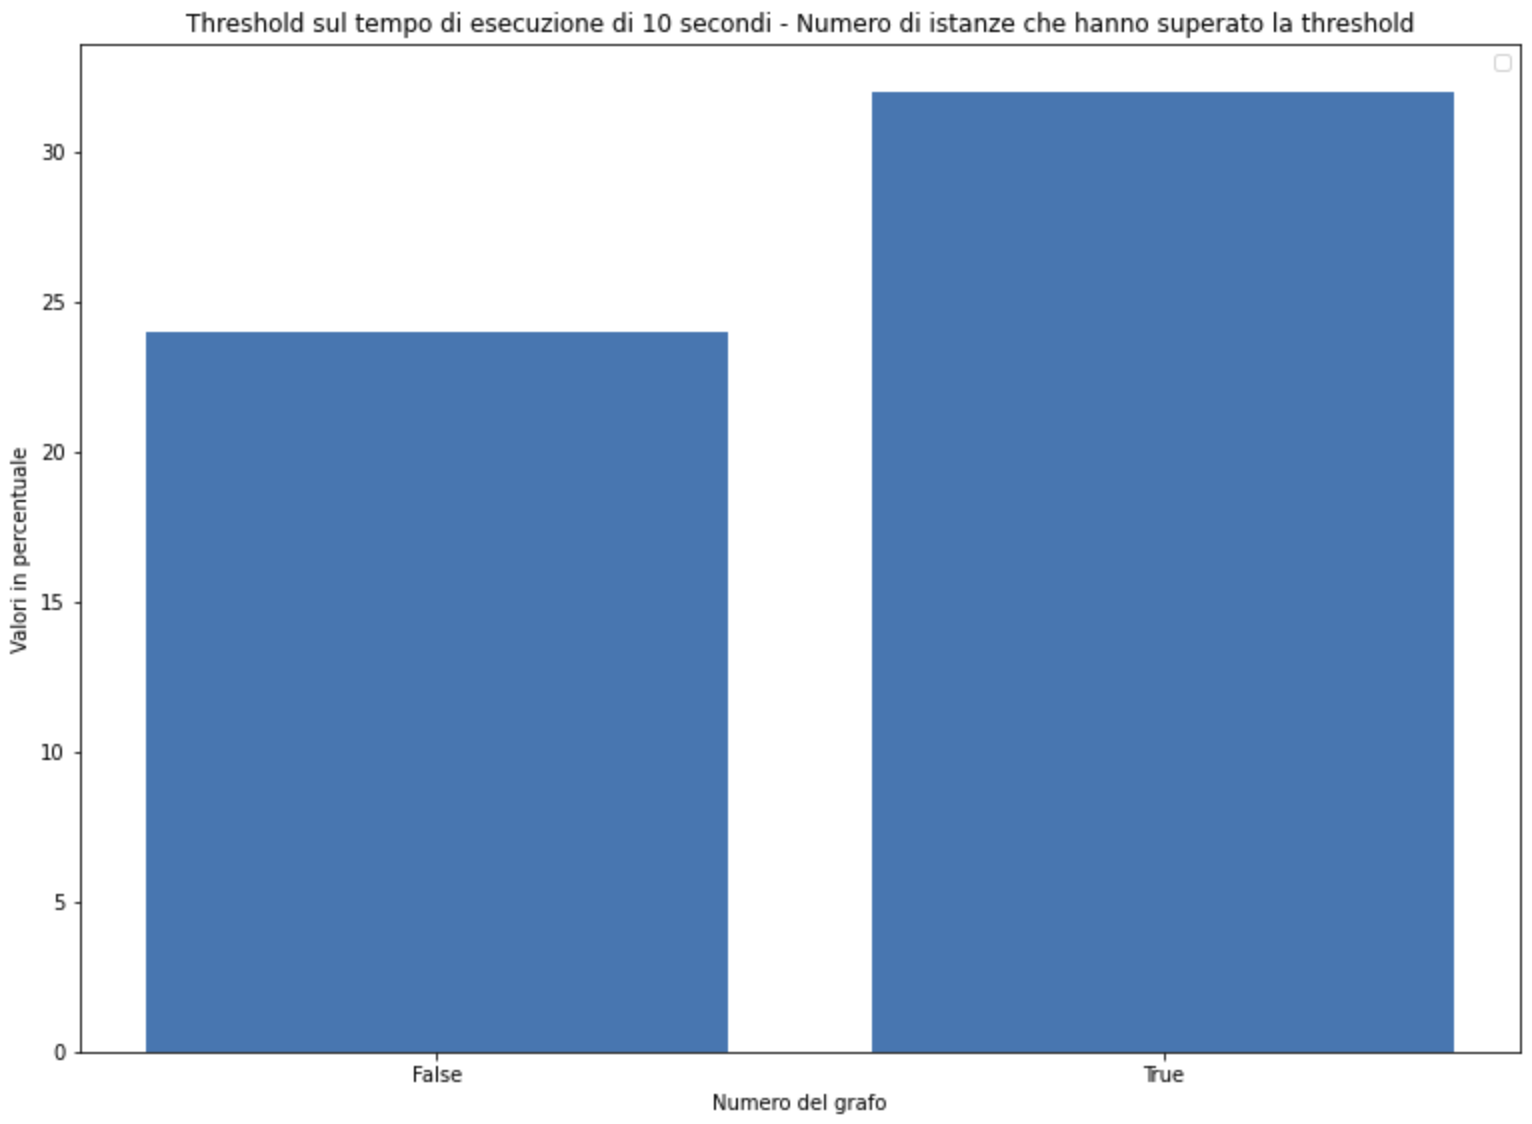 Threshold sul tempo di esecuzione di 10 secondi - Numero di istanze che hanno superato la threshold
30
25
20
15
10
5
0
Valori in percentuale
False
True
Numero del grafo